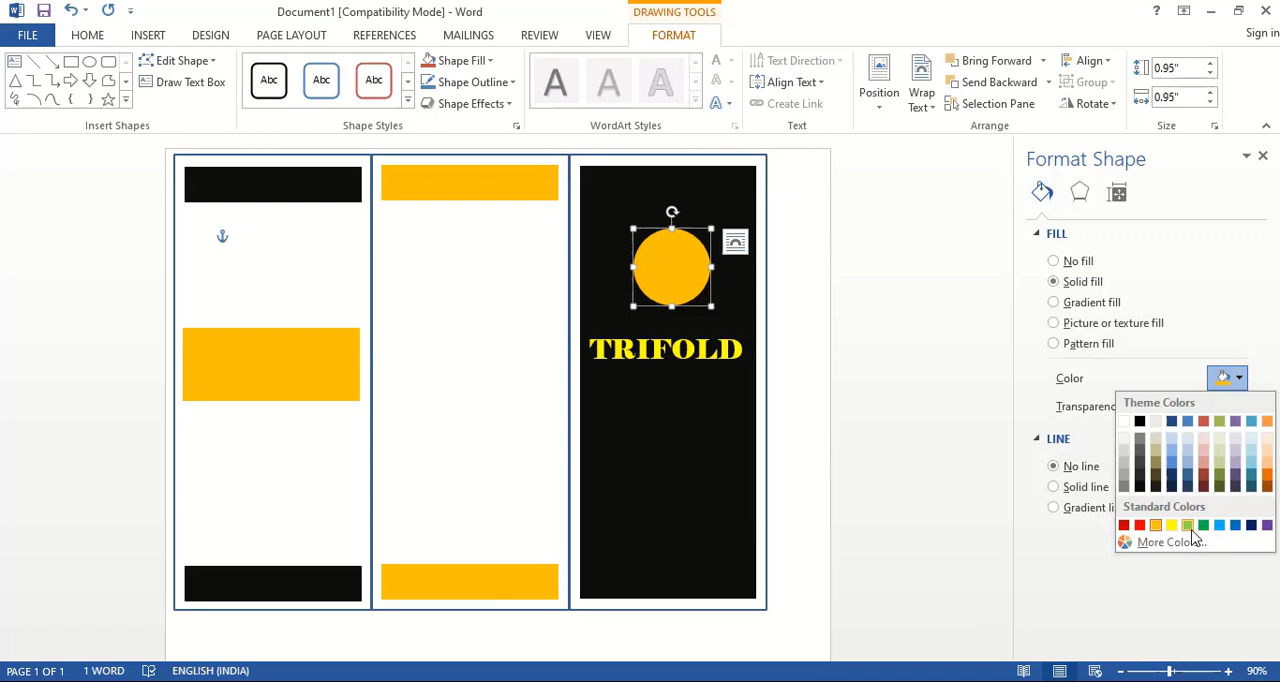 Document1 [Compatibility Mode] - Word
DRAWING TOOLS
?
FILE
HOME
INSERT
DESIGN
PAGE LAYOUT
REFERENCES
MAILINGS
REVIEW
VIEW
FORMAT
Sign in
Edit Shape
Draw Text Box
Insert Shapes
Abc
Abc
Abc
Shape Fill
Shape Outline
Shape Effects
Shape Styles
A
A
A
A
A
A
WordArt Styles
Text Direction
Align Text
Create Link
Text
Position
Wrap
Text
Bring Forward
Send Backward
Selection Pane
Align
Group
Rotate
Arrange
0.95"
0.95"
Size
TRIFOLD
Format Shape
FILL
No fill
Solid fill
Gradient fill
Picture or texture fill
Pattern fill
Color
Transparenc
LINE
No line
Solid line
Gradient li
Theme Colors
Standard Colors
More Colo...
PAGE 1 OF 1
1 WORD
ENGLISH (INDIA)
90%